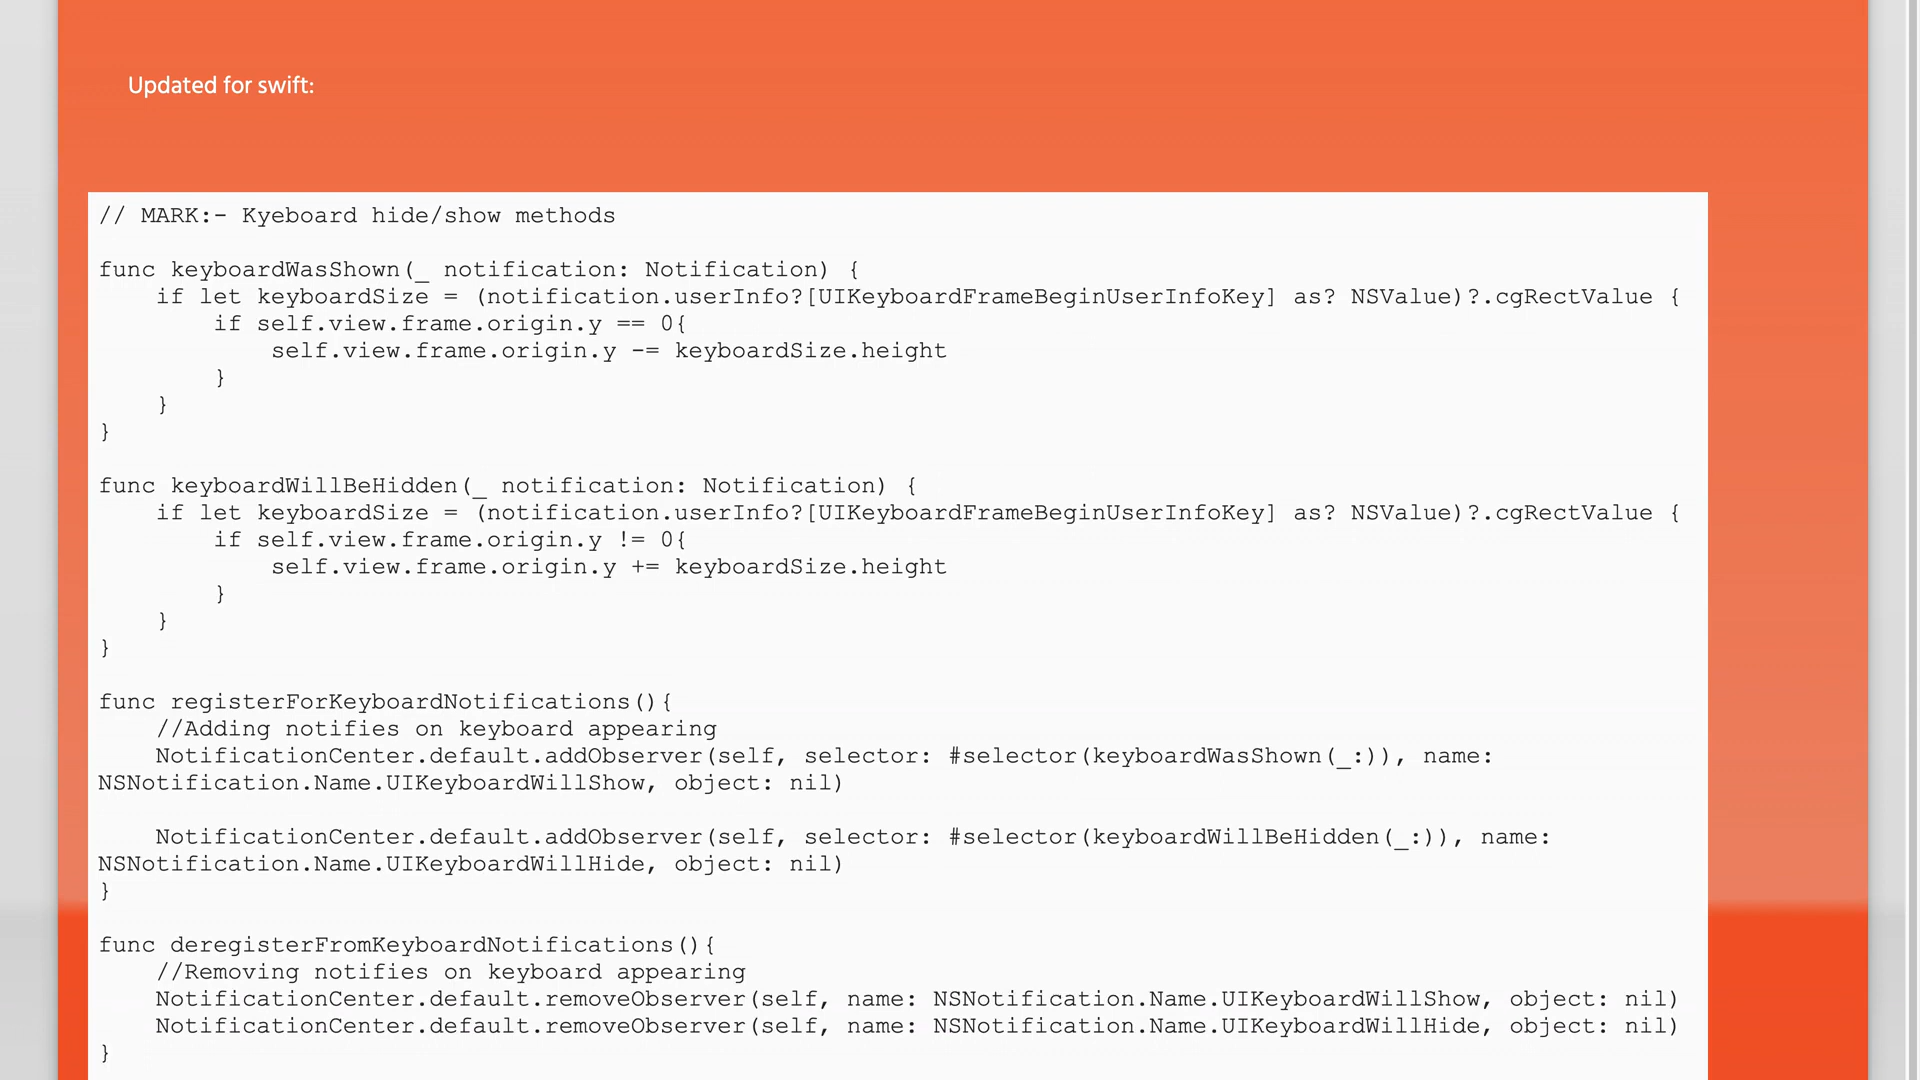 Updated for swift:
// MARK:- Kyeboard hide/show methods
func keyboardWasShown(_ notification: Notification) {
    if let keyboardSize = (notification.userInfo?[UIKeyboardFrameBeginUserInfoKey] as? NSValue)?.cgRectValue {
        if self.view.frame.origin.y == 0{
            self.view.frame.origin.y -= keyboardSize.height
        }
    }
}
func keyboardWillBeHidden(_ notification: Notification) {
    if let keyboardSize = (notification.userInfo?[UIKeyboardFrameBeginUserInfoKey] as? NSValue)?.cgRectValue {
        if self.view.frame.origin.y != 0{
            self.view.frame.origin.y += keyboardSize.height
        }
    }
}
func registerForKeyboardNotifications(){
    //Adding notifies on keyboard appearing
    NotificationCenter.default.addObserver(self, selector: #selector(keyboardWasShown(_:)), name:
NSNotification.Name.UIKeyboardWillShow, object: nil)
    NotificationCenter.default.addObserver(self, selector: #selector(keyboardWillBeHidden(_:)), name:
NSNotification.Name.UIKeyboardWillHide, object: nil)
}
func deregisterFromKeyboardNotifications(){
    //Removing notifies on keyboard appearing
    NotificationCenter.default.removeObserver(self, name: NSNotification.Name.UIKeyboardWillShow, object: nil)
    NotificationCenter.default.removeObserver(self, name: NSNotification.Name.UIKeyboardWillHide, object: nil)
}